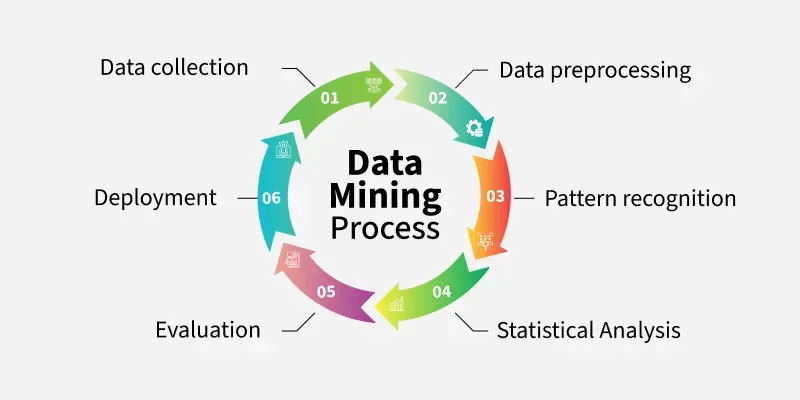 Data collection
01
02
Data preprocessing
Data
Mining
Process
03
Pattern recognition
04
Statistical Analysis
05
Evaluation
06
Deployment